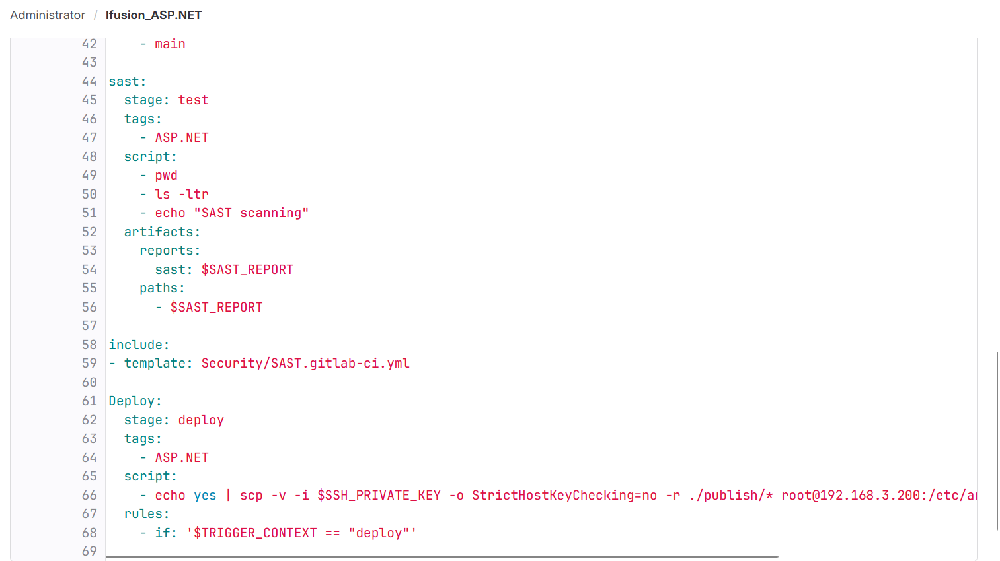 Administrator / Ifusion_ASP.NET
42     - main
43
44 sast:
45   stage: test
46   tags:
47     - ASP.NET
48   script:
49     - pwd
50     - ls -ltr
51     - echo "SAST scanning"
52   artifacts:
53     reports:
54       sast: $SAST_REPORT
55     paths:
56       - $SAST_REPORT
57
58 include:
59 - template: Security/SAST.gitlab-ci.yml
60
61 Deploy:
62   stage: deploy
63   tags:
64     - ASP.NET
65   script:
66     - echo yes | scp -v -i $SSH_PRIVATE_KEY -o StrictHostKeyChecking=no -r ./publish/* root@192.168.3.200:/etc/
67   rules:
68     - if: '$TRIGGER_CONTEXT == "deploy"'
69